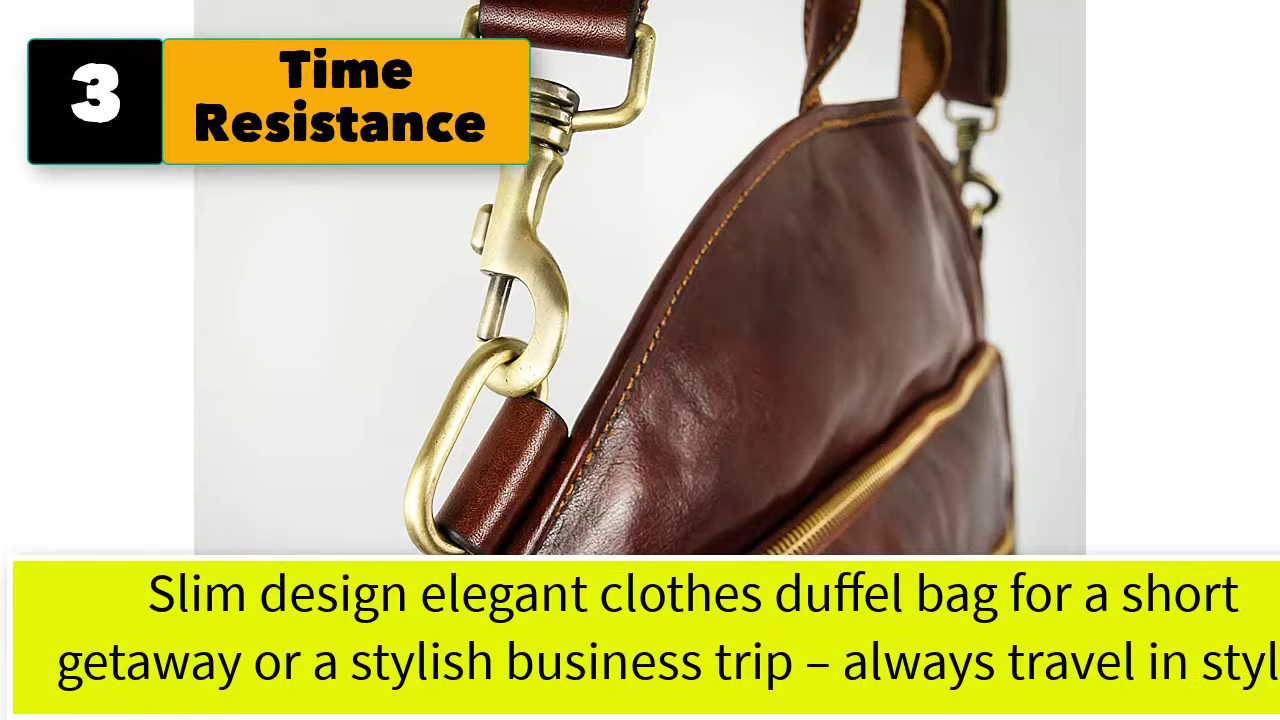 3
Time
Resistance
Slim design elegant clothes duffel bag for a short
getaway or a stylish business trip – always travel in styl